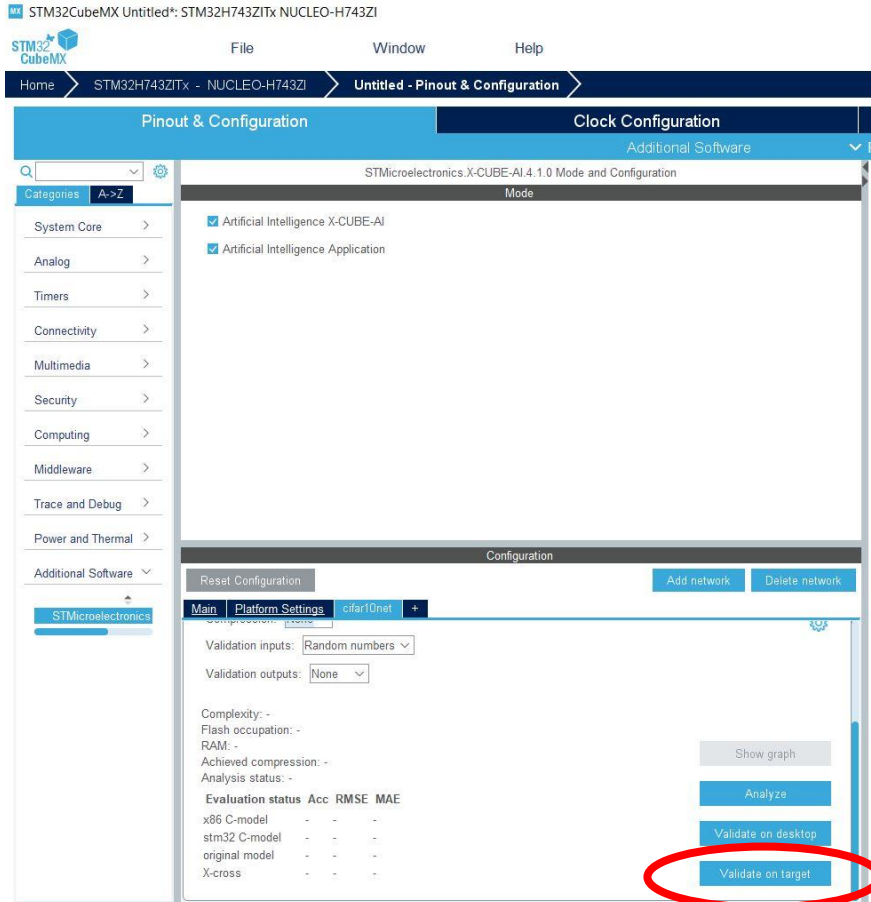 MX STM32CubeMX Untitled*: STM32H743ZITx NUCLEO-H743ZI
STM32
CubeMX
File
Window
Help
Home
STM32H743ZITx - NUCLEO-H743ZI
Untitled - Pinout & Configuration
Pinout & Configuration
Clock Configuration
Additional Software
STMicroelectronics.X-CUBE-AI.4.1.0 Mode and Configuration
Mode
Categories
A->Z
System Core
Analog
Timers
Connectivity
Multimedia
Security
Computing
Middleware
Trace and Debug
Power and Thermal
Additional Software
STMicroelectronics
Artificial Intelligence X-CUBE-AI
Artificial Intelligence Application
Configuration
Reset Configuration
Add network
Delete network
Main
Platform Settings
cifar10net
+
Compression: None
Validation inputs: Random numbers
Validation outputs: None
Complexity: -
Flash occupation: -
RAM: -
Achieved compression: -
Analysis status: -
Evaluation status Acc RMSE MAE
x86 C-model - - -
stm32 C-model - - -
original model - - -
X-cross - - -
Show graph
Analyze
Validate on desktop
Validate on target